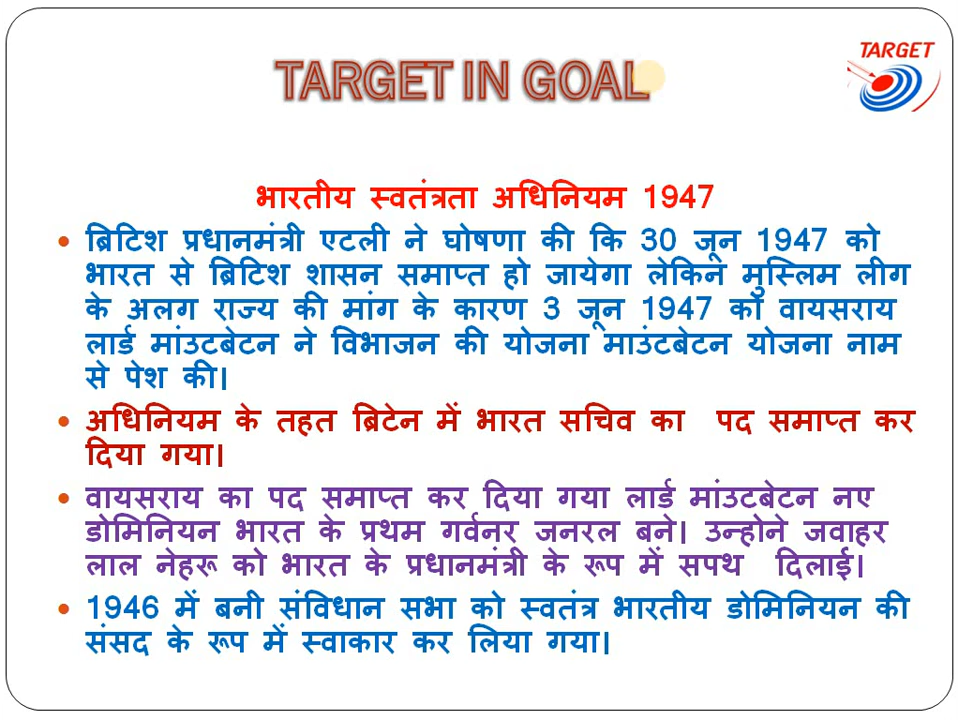 TARGET IN GOAL
TARGET
भारतीय स्वतंत्रता अधिनियम 1947
• ब्रिटिश प्रधानमंत्री एटली ने घोषणा की कि 30 जून 1947 को
भारत से ब्रिटिश शासन समाप्त हो जायेगा लेकिन मुस्लिम लीग
के अलग राज्य की मांग के कारण 3 जून 1947 को वायसराय
लार्ड मांउटबेटन ने विभाजन की योजना माउंटबेटन योजना नाम
से पेश की।
• अधिनियम के तहत ब्रिटेन में भारत सचिव का पद समाप्त कर
दिया गया।
• वायसराय का पद समाप्त कर दिया गया लार्ड मांउटबेटन नए
डोमिनियन भारत के प्रथम गर्वनर जनरल बने। उन्होने जवाहर
लाल नेहरू को भारत के प्रधानमंत्री के रूप में सपथ दिलाई।
• 1946 में बनी संविधान सभा को स्वतंत्र भारतीय डोमिनियन की
संसद के रूप में स्वाकार कर लिया गया।